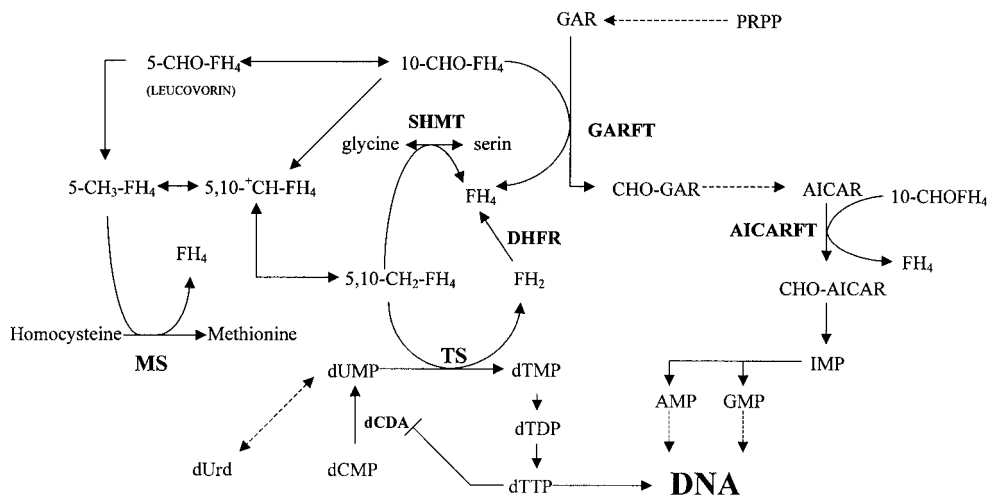 GAR PRPP
5-CHO-FH4 10-CHO-FH4
(LEUCOVORIN)
SHMT
glycine serin
GARFT
5-CH3-FH4 5,10-+CH-FH4
FH4
CHO-GAR AICAR 10-CHOFH4
DHFR
AICARFT
FH4
FH4
5,10-CH2-FH4 FH2
CHO-AICAR
Homocysteine Methionine
MS
TS
IMP
dUMP dTMP
AMP GMP
dCDA
dTDP
dUrd dCMP
dTTP DNA